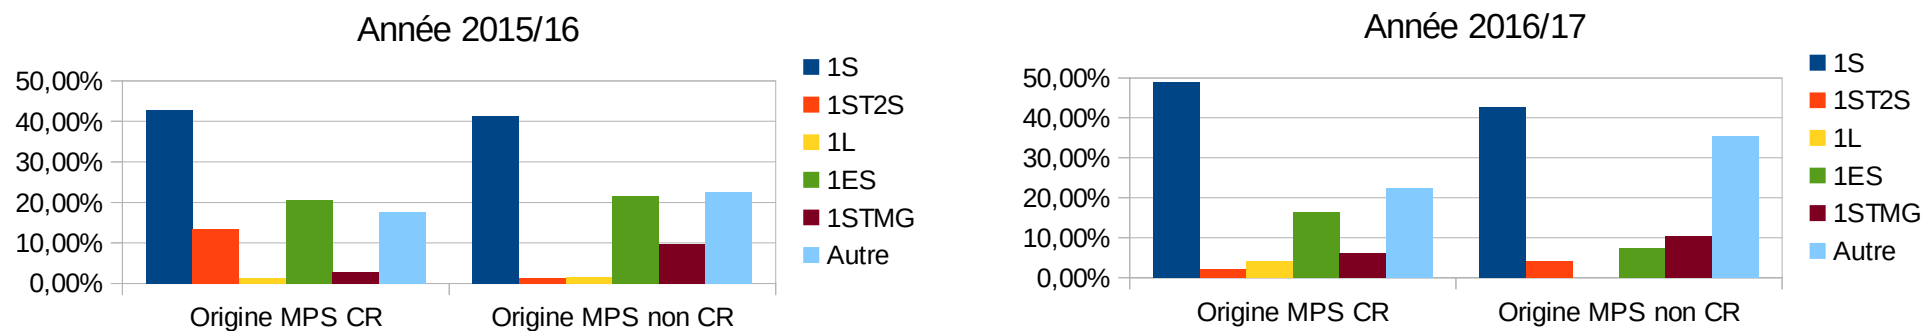 Année 2015/16
50,00%
40,00%
30,00%
20,00%
10,00%
0,00%
Origine MPS CR
Origine MPS non CR
1S
1ST2S
1L
1ES
1STMG
Autre
Année 2016/17
50,00%
40,00%
30,00%
20,00%
10,00%
0,00%
Origine MPS CR
Origine MPS non CR
1S
1ST2S
1L
1ES
1STMG
Autre